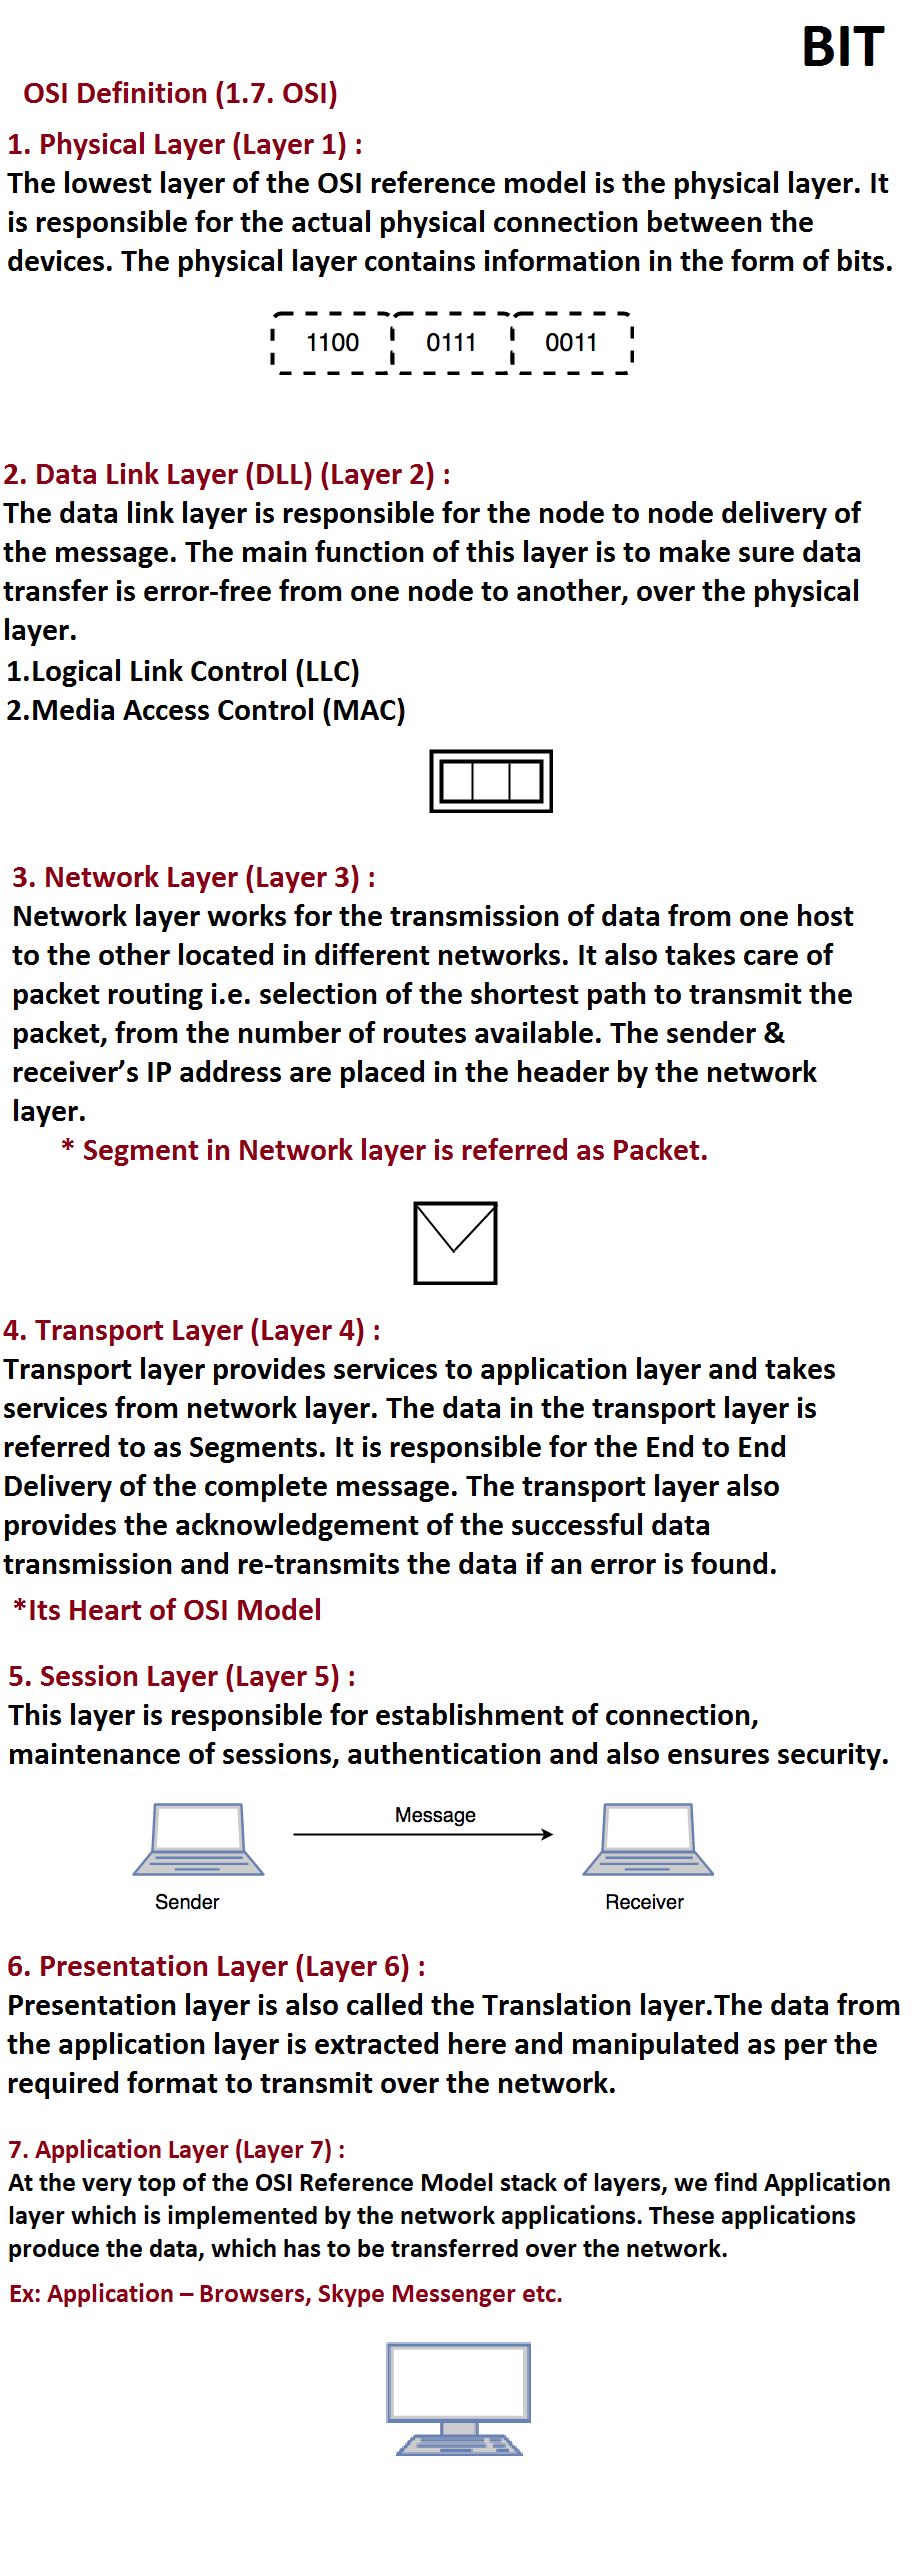 BIT
OSI Definition (1.7. OSI)
1. Physical Layer (Layer 1) :
The lowest layer of the OSI reference model is the physical layer. It
is responsible for the actual physical connection between the
devices. The physical layer contains information in the form of bits.
1100 0111 0011
2. Data Link Layer (DLL) (Layer 2) :
The data link layer is responsible for the node to node delivery of
the message. The main function of this layer is to make sure data
transfer is error-free from one node to another, over the physical
layer.
1.Logical Link Control (LLC)
2.Media Access Control (MAC)
3. Network Layer (Layer 3) :
Network layer works for the transmission of data from one host
to the other located in different networks. It also takes care of
packet routing i.e. selection of the shortest path to transmit the
packet, from the number of routes available. The sender &
receiver’s IP address are placed in the header by the network
layer.
* Segment in Network layer is referred as Packet.
4. Transport Layer (Layer 4) :
Transport layer provides services to application layer and takes
services from network layer. The data in the transport layer is
referred to as Segments. It is responsible for the End to End
Delivery of the complete message. The transport layer also
provides the acknowledgement of the successful data
transmission and re-transmits the data if an error is found.
*Its Heart of OSI Model
5. Session Layer (Layer 5) :
This layer is responsible for establishment of connection,
maintenance of sessions, authentication and also ensures security.
Message
Sender Receiver
6. Presentation Layer (Layer 6) :
Presentation layer is also called the Translation layer.The data from
the application layer is extracted here and manipulated as per the
required format to transmit over the network.
7. Application Layer (Layer 7) :
At the very top of the OSI Reference Model stack of layers, we find Application
layer which is implemented by the network applications. These applications
produce the data, which has to be transferred over the network.
Ex: Application – Browsers, Skype Messenger etc.